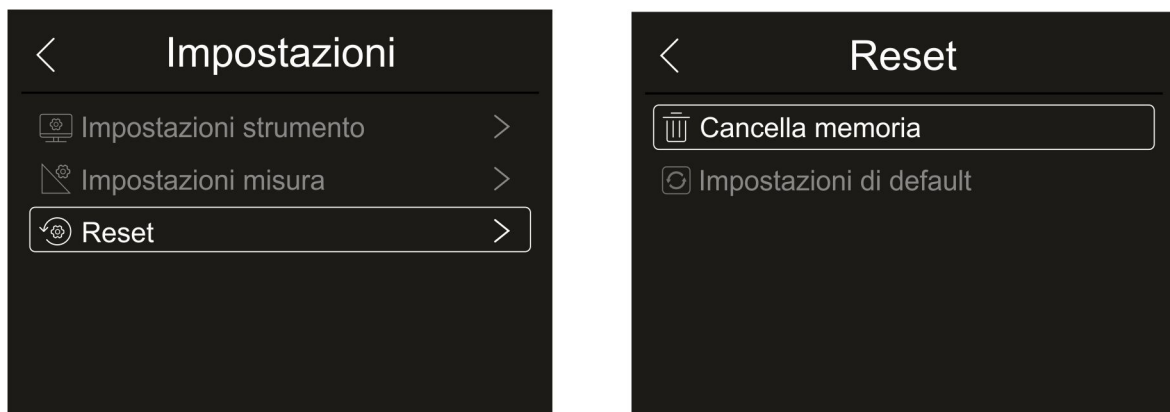 Impostazioni
Impostazioni strumento
Impostazioni misura
Reset
Reset
Cancella memoria
Impostazioni di default